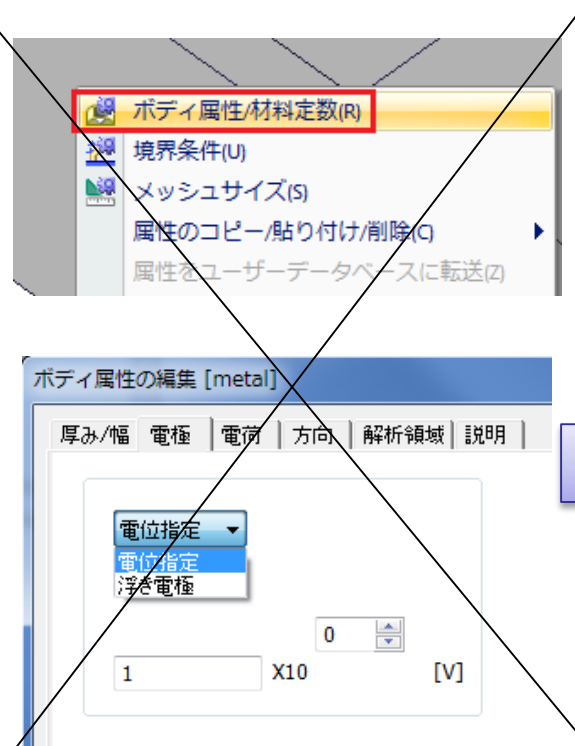 ボディ属性/材料定数(R)
境界条件(U)
メッシュサイズ(S)
属性のコピー/貼り付け/削除(C)
属性をユーザーデータベースに転送(Z)
ボディ属性の編集 [metal]
厚み/幅 電極 電荷 方向 解析領域 説明
電位指定
電位指定
浮き電極
0
1 X10 [V]